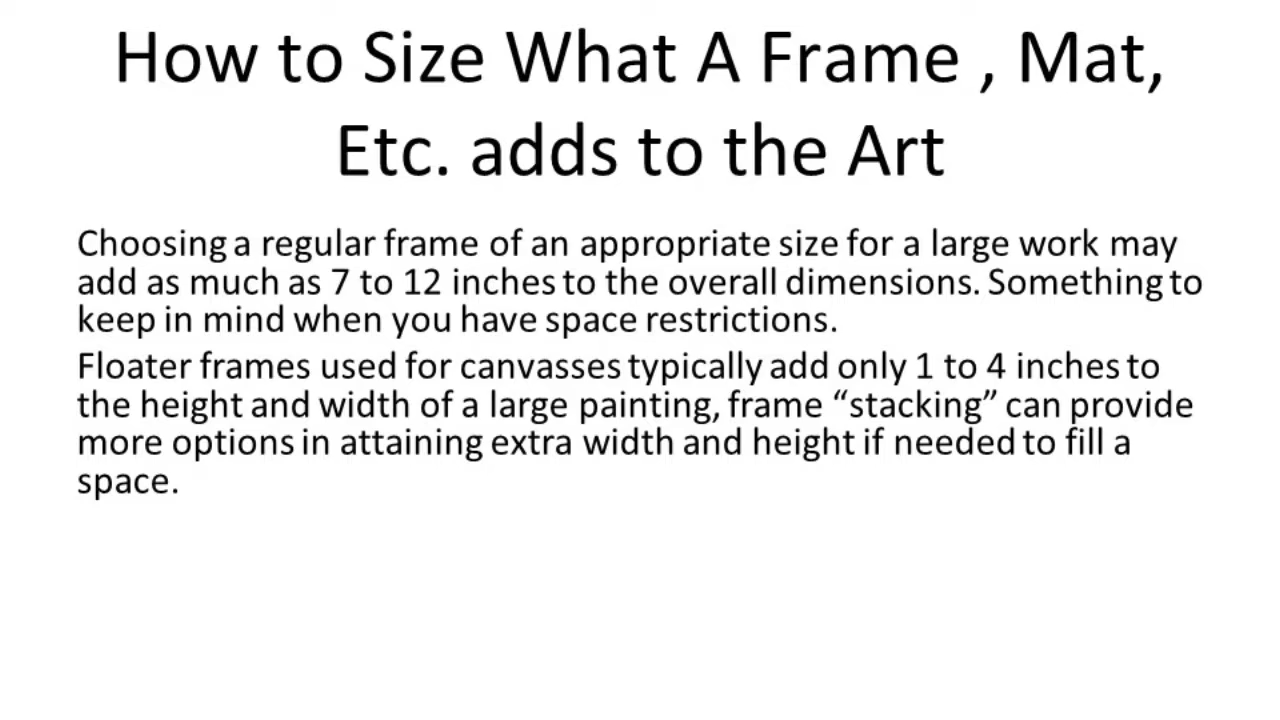 How to Size What A Frame , Mat,
Etc. adds to the Art
Choosing a regular frame of an appropriate size for a large work may
add as much as 7 to 12 inches to the overall dimensions. Something to
keep in mind when you have space restrictions.
Floater frames used for canvasses typically add only 1 to 4 inches to
the height and width of a large painting, frame “stacking” can provide
more options in attaining extra width and height if needed to fill a
space.